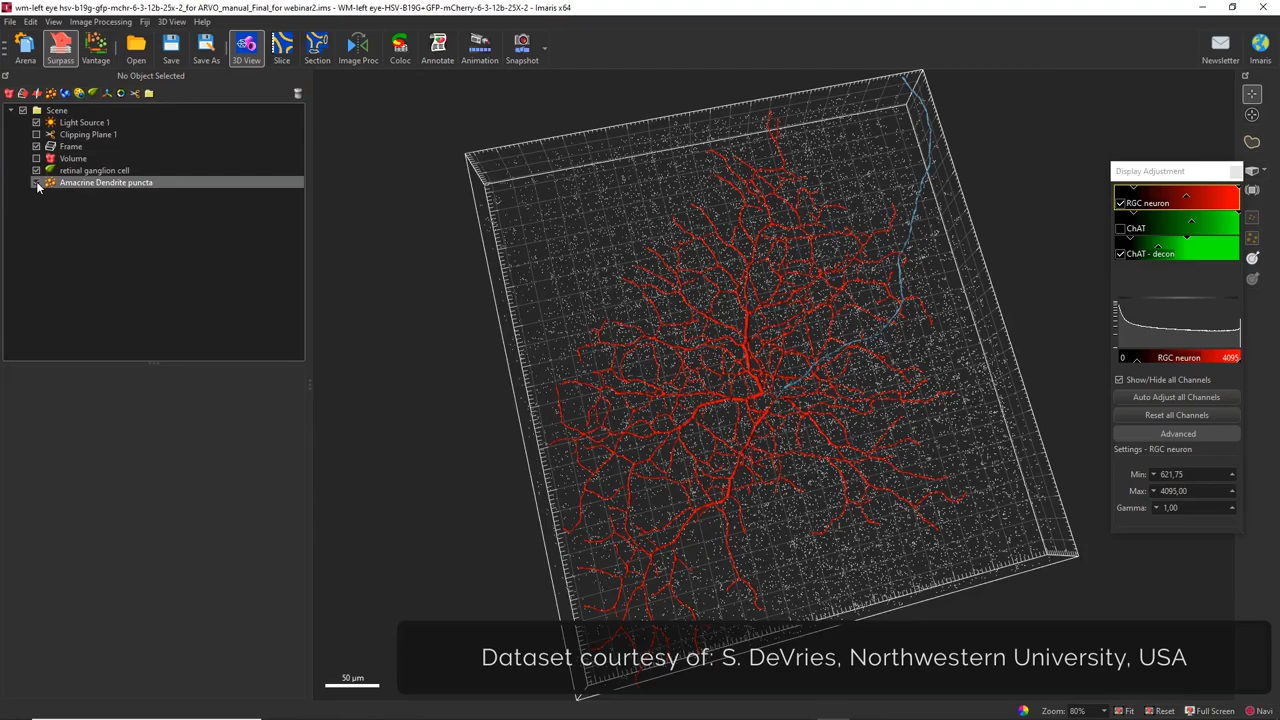 wm-left eye hsv-b19g-gfp-mchr-6-3-12b-25x-2_for ARVO_manual_Final_for webinar2.ims - WM-left eye-HSV-B19G+GFP-mCherry-6-3-12b-25X-2 - Imaris x64
File Edit View Image Processing Fiji 3D View Help
Arena Surpass Vantage Open Save Save As 3D View Slice Section Image Proc Coloc Annotate Animation Snapshot Newsletter Imaris
No Object Selected
Scene
Light Source 1
Clipping Plane 1
Frame
Volume
retinal ganglion cell
Amacrine Dendrite puncta
Display Adjustment
RGC neuron
ChAT
ChAT - decon
0 RGC neuron 4095
Show/Hide all Channels
Auto Adjust all Channels
Reset all Channels
Advanced
Settings - RGC neuron
Min: 621,75
Max: 4095,00
Gamma: 1,00
Dataset courtesy of: S. DeVries, Northwestern University, USA
50 µm
Zoom: 80% Fit Reset Full Screen Navi